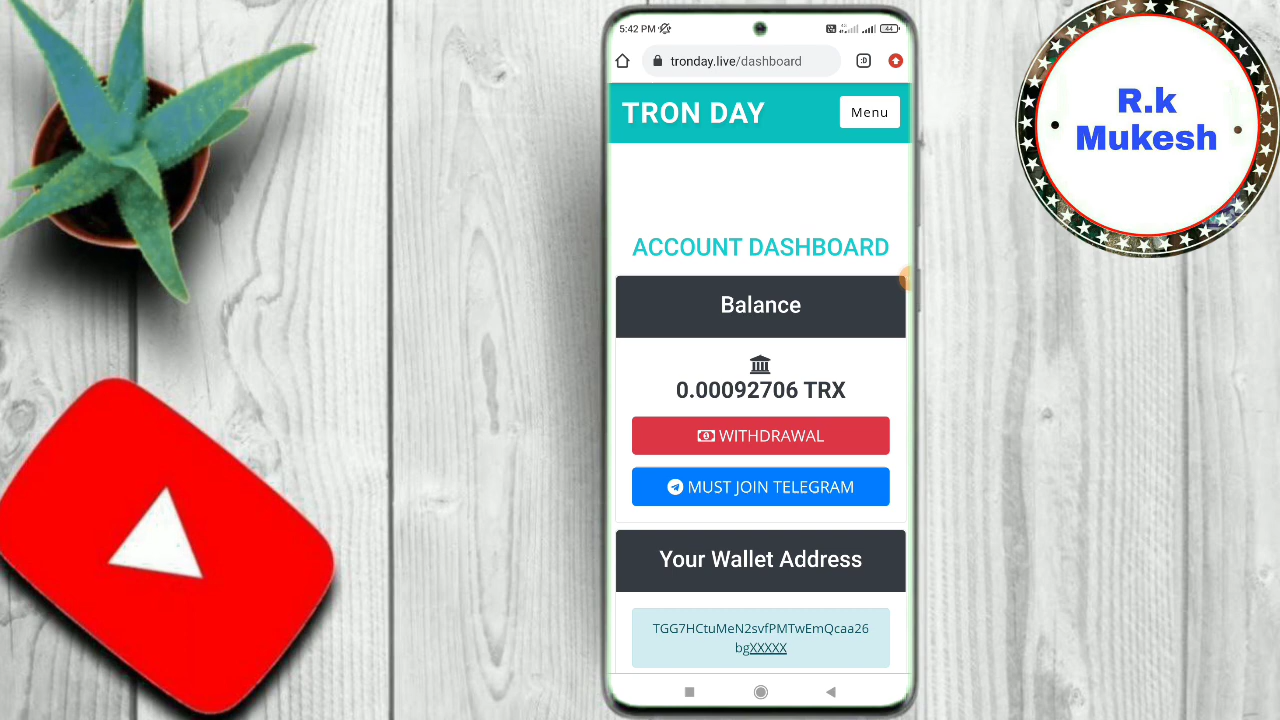 5:42 PM
44
tronday.live/dashboard
:D
TRON DAY
Menu
ACCOUNT DASHBOARD
Balance
0.00092706 TRX
WITHDRAWAL
MUST JOIN TELEGRAM
Your Wallet Address
TGG7HCtuMeN2svfPMTwEmQcaa26
bgXXXXX
R.k
Mukesh